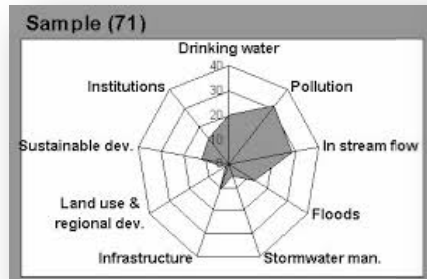 Sample (71)
Drinking water
40
Institutions
Pollution
30
20
Sustainable dev.
10
In stream flow
0
Land use &
regional dev.
Floods
Infrastructure
Stormwater man.